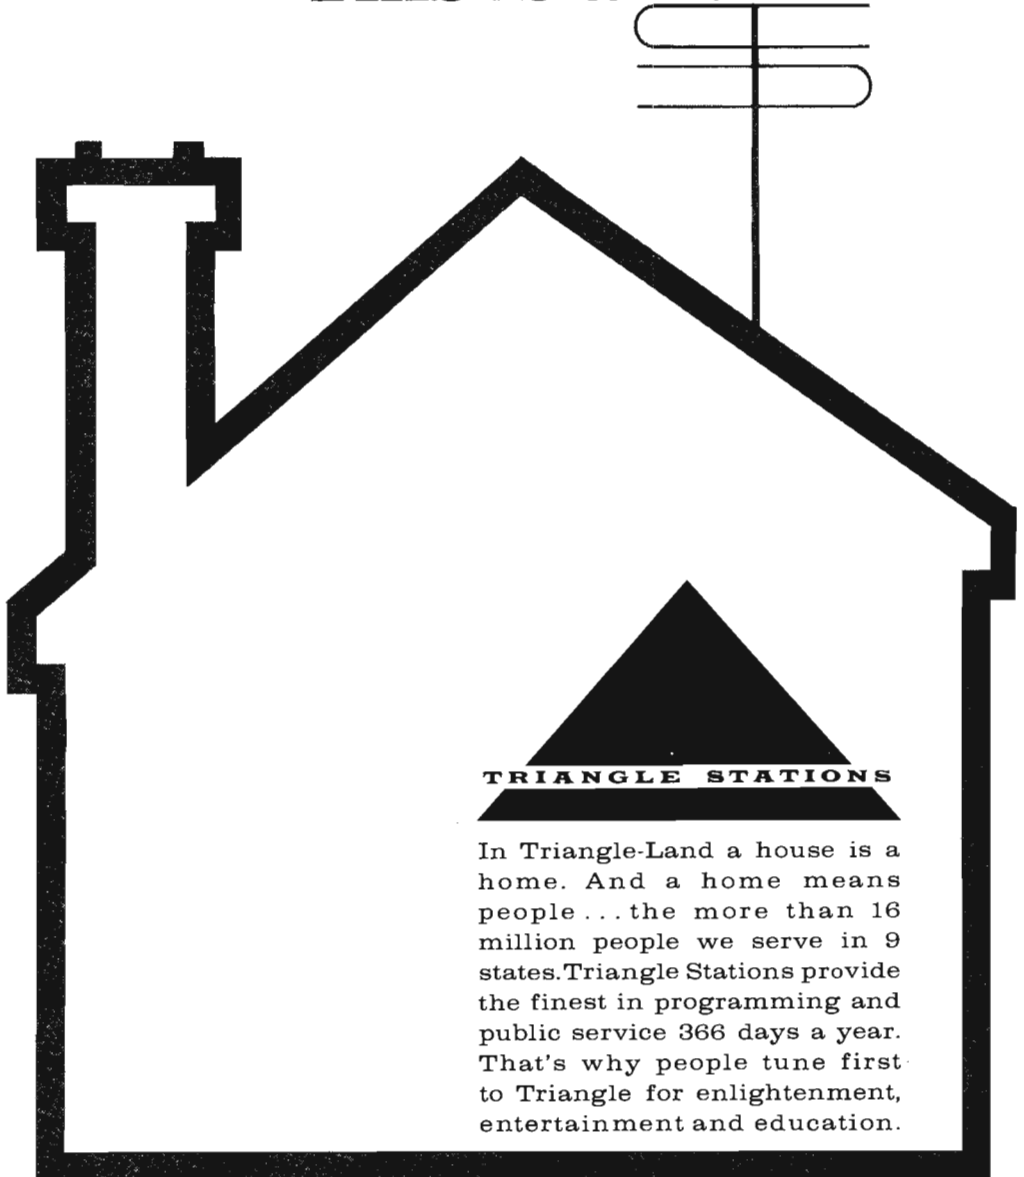 TRIANGLE STATIONS
In Triangle-Land a house is a
home. And a home means
people...the more than 16
million people we serve in 9
states.Triangle Stations provide
the finest in programming and
public service 366 days a year.
That's why people tune first
to Triangle for enlightenment,
entertainment and education.